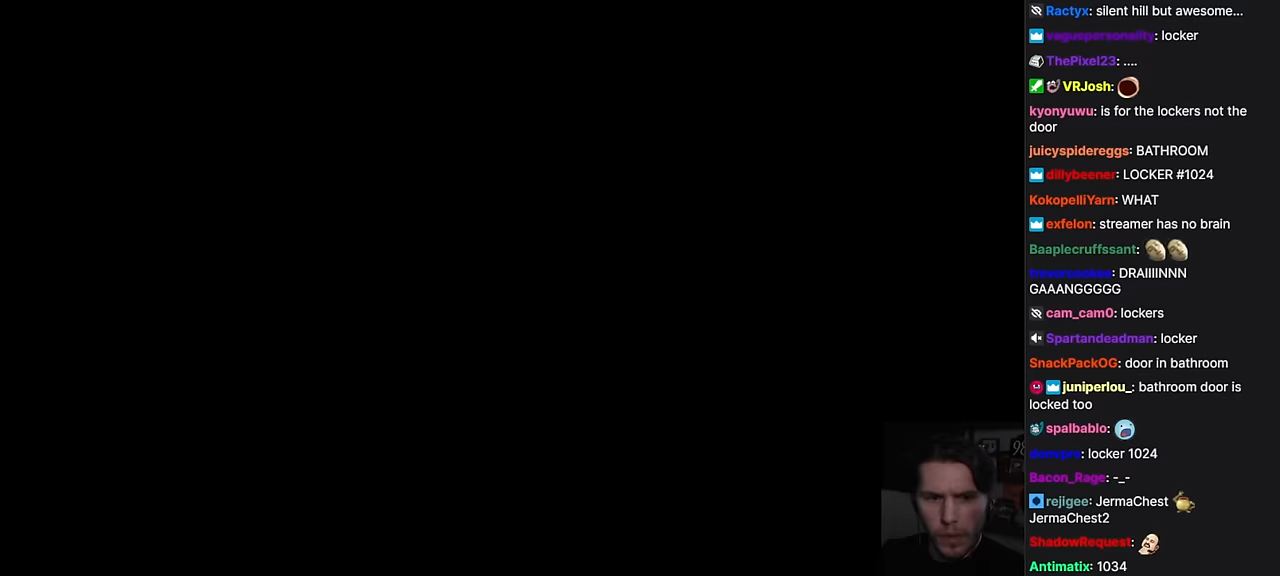 Ractyx: silent hill but awesome...
vaguspersonality: locker
ThePixel23: ....
VRJosh:
kyonyuwu: is for the lockers not the
door
juicyspidereggs: BATHROOM
dillybeener: LOCKER #1024
KokopelliYarn: WHAT
exfelon: streamer has no brain
Baaplecruffssant:
: DRAIIIINNN
GAAANGGGGG
cam_cam0: lockers
Spartandeadman: locker
SnackPackOG: door in bathroom
juniperlou_: bathroom door is
locked too
spalbablo:
: locker 1024
Bacon_Rage: -_-
rejigee: JermaChest
JermaChest2
ShadowRequest:
Antimatix: 1034
98